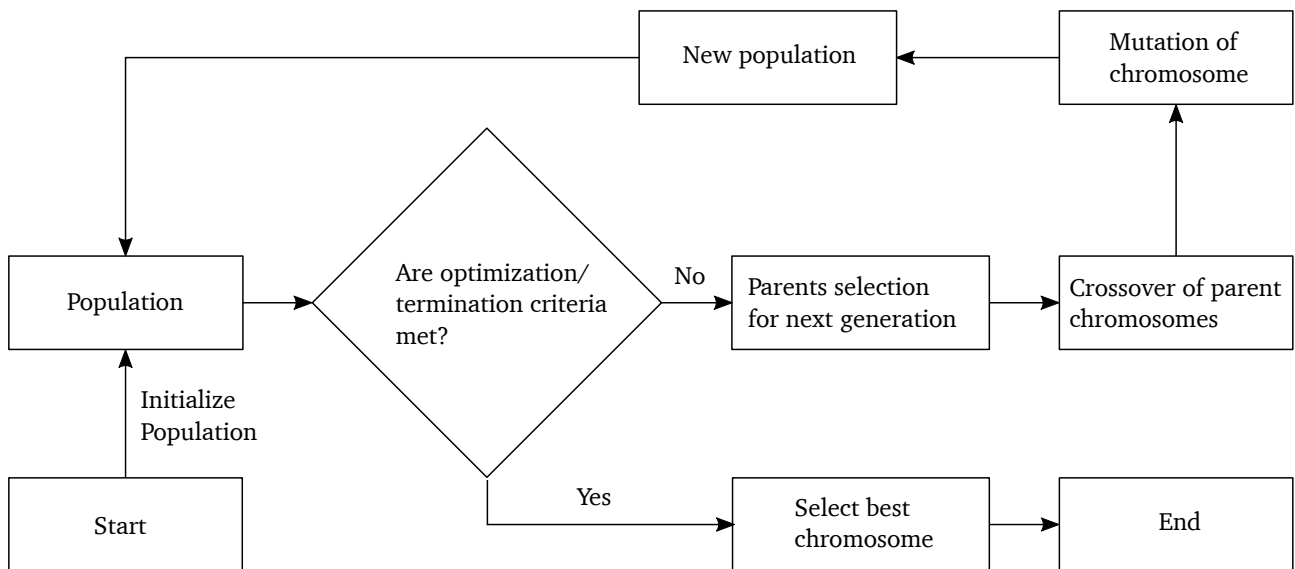 New population
Mutation of
chromosome
Population
Are optimization/
termination criteria
met?
No
Parents selection
for next generation
Crossover of parent
chromosomes
Initialize
Population
Start
Yes
Select best
chromosome
End